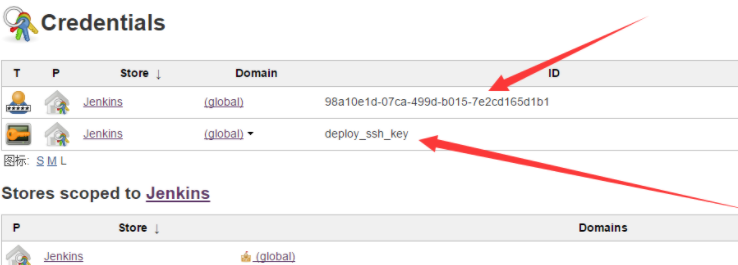 Credentials
T P Store ↓ Domain ID
Jenkins (global) 98a10e1d-07ca-499d-b015-7e2cd165d1b1
Jenkins (global) deploy_ssh_key
图标: S M L
Stores scoped to Jenkins
P Store ↓ Domains
Jenkins (global)